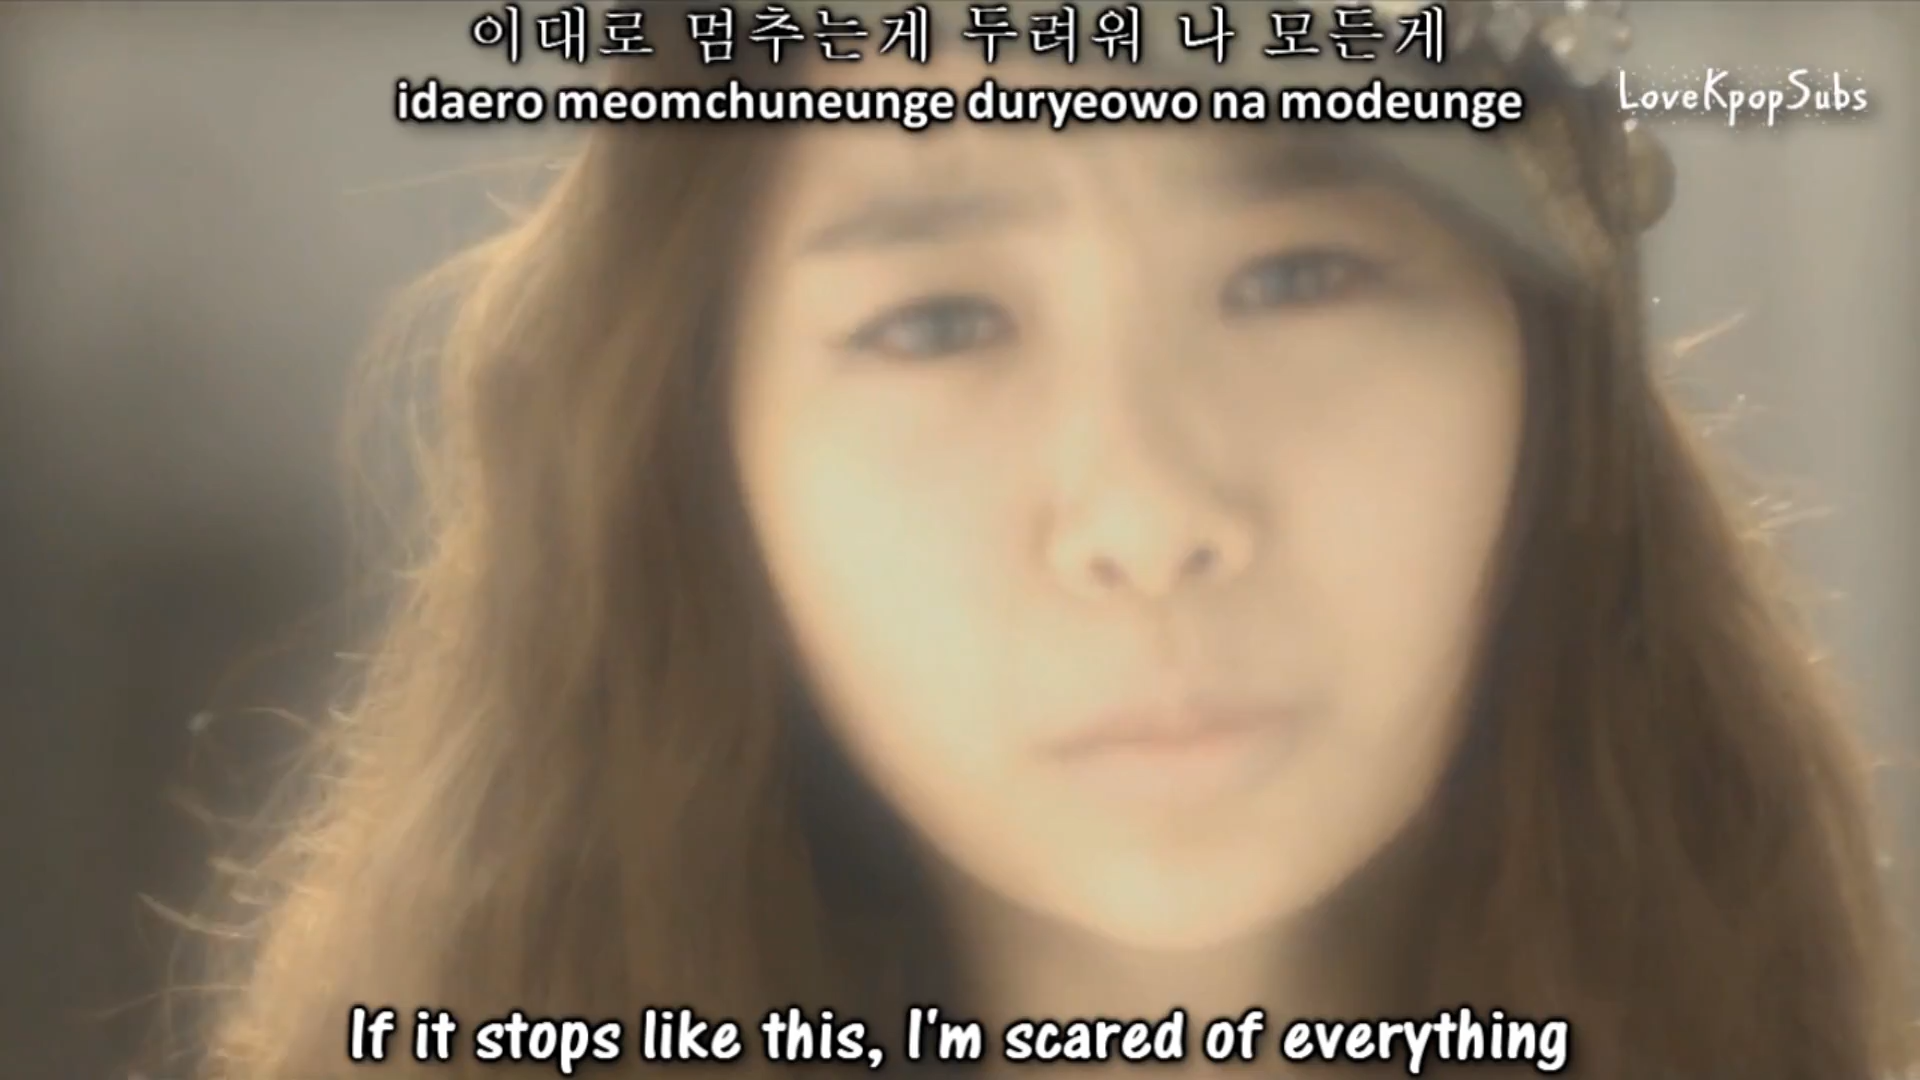 이대로 멈추는게 두려워 나 모든게
idaero meomchuneunge duryeowo na modeunge
LoveKpopSubs
If it stops like this, I'm scared of everything